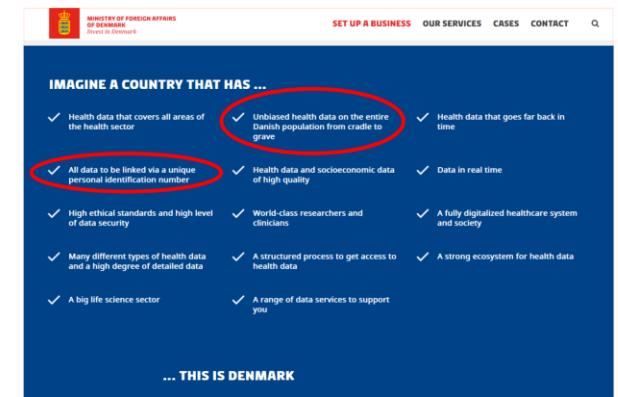 MINISTRY OF FOREIGN AFFAIRS
OF DENMARK
Invest in Denmark
SET UP A BUSINESS OUR SERVICES CASES CONTACT
IMAGINE A COUNTRY THAT HAS ...
Health data that covers all areas of
the health sector
Unbiased health data on the entire
Danish population from cradle to
grave
Health data that goes far back in
time
All data to be linked via a unique
personal identification number
Health data and socioeconomic data
of high quality
Data in real time
High ethical standards and high level
of data security
World-class researchers and
clinicians
A fully digitalized healthcare system
and society
Many different types of health data
and a high degree of detailed data
A structured process to get access to
health data
A strong ecosystem for health data
A big life science sector
A range of data services to support
you
... THIS IS DENMARK